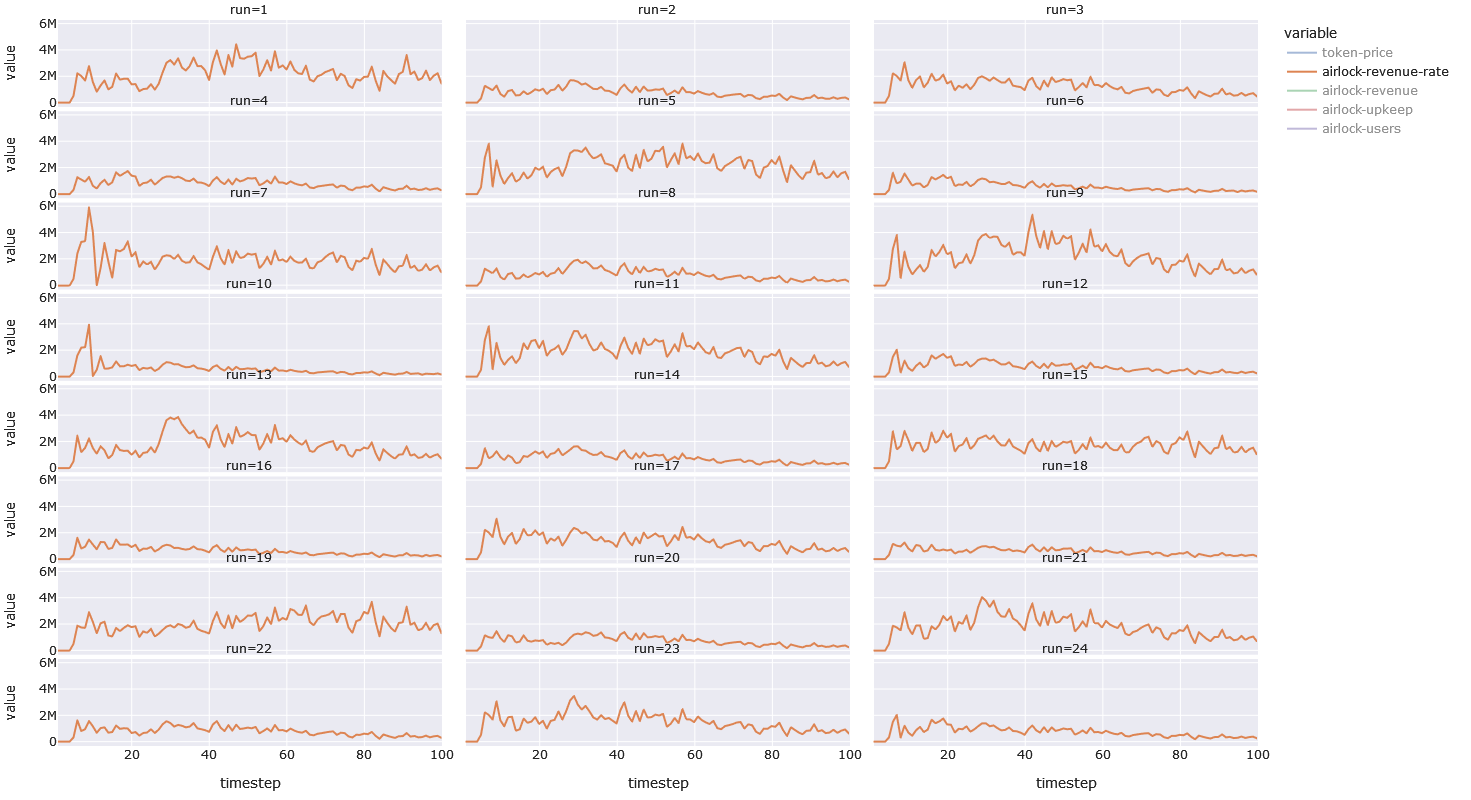 run=1 run=2 run=3
variable
token-price
airlock-revenue-rate
airlock-revenue
airlock-upkeep
airlock-users
6M
4M
2M
0
value
run=4 run=5 run=6
6M
4M
2M
0
value
run=7 run=8 run=9
6M
4M
2M
0
value
run=10 run=11 run=12
6M
4M
2M
0
value
run=13 run=14 run=15
6M
4M
2M
0
value
run=16 run=17 run=18
6M
4M
2M
0
value
run=19 run=20 run=21
6M
4M
2M
0
value
run=22 run=23 run=24
6M
4M
2M
0
value
20 40 60 80 100 20 40 60 80 100 20 40 60 80 100
timestep timestep timestep